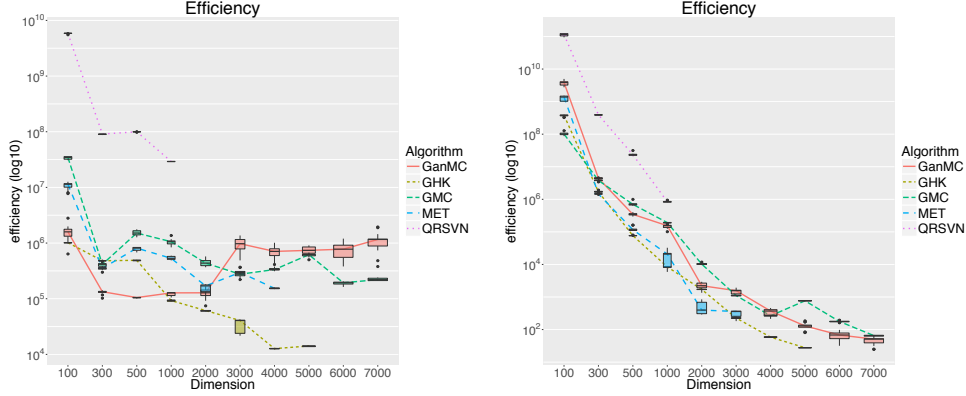 Efficiency
efficiency (log10)
10^10
10^9
10^8
10^7
10^6
10^5
10^4
100 300 500 1000 2000 3000 4000 5000 6000 7000
Dimension
Algorithm
GanMC
GHK
GMC
MET
QRSVN
Efficiency
efficiency (log10)
10^10
10^8
10^6
10^4
10^2
100 300 500 1000 2000 3000 4000 5000 6000 7000
Dimension
Algorithm
GanMC
GHK
GMC
MET
QRSVN